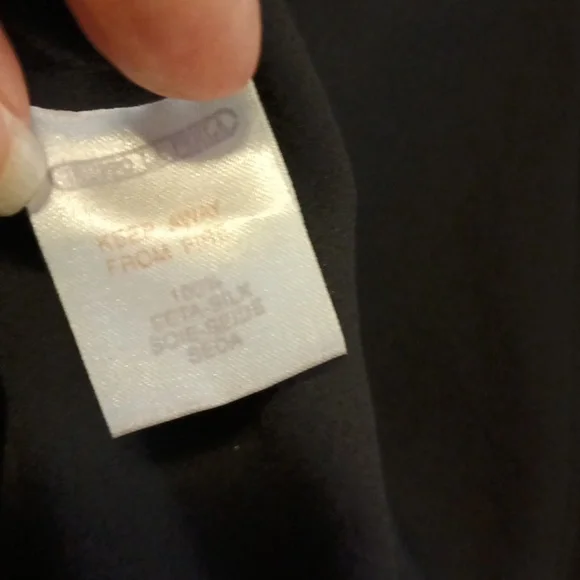 KEEP AWAY
FROM FIRE
100%
SETA-SILK
SOIE-SEIDE
SEDA